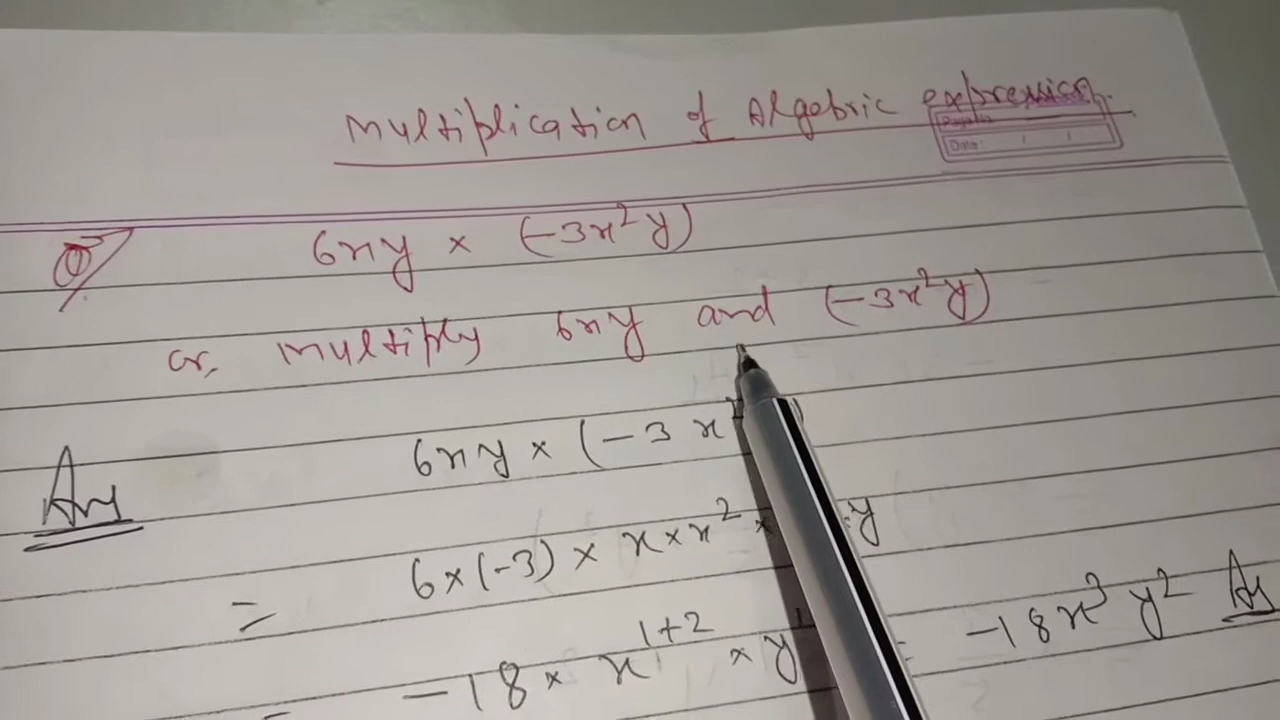 Multiplication of Algebric expression.
Date:
Q1 6xy × (-3x²y)
or, Multiply 6xy and (-3x²y)
Ans 6xy × (-3x
= 6×(-3) × x×x² × y
-18 × x¹⁺² × y -18x³y² Ans